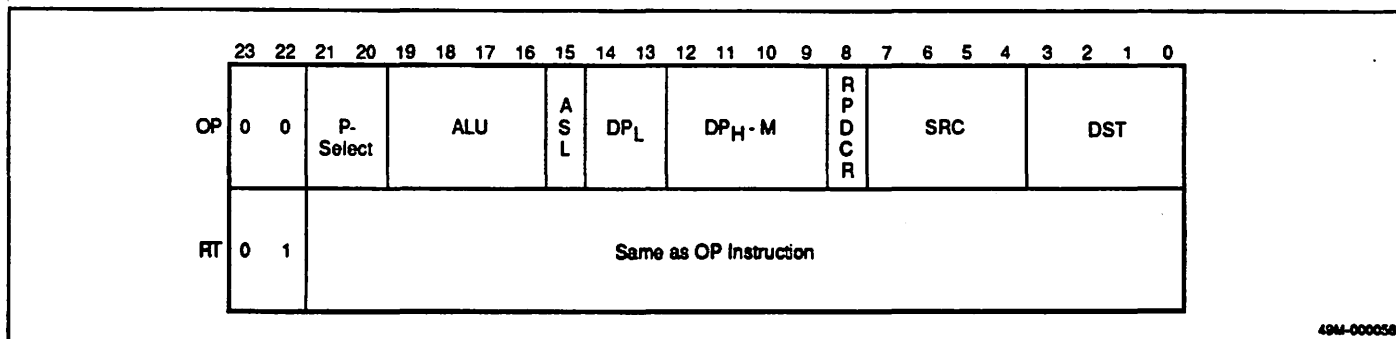 23 22 21 20 19 18 17 16 15 14 13 12 11 10 9 8 7 6 5 4 3 2 1 0
OP 0 0 P-Select ALU ASL DPL DPH-M RPDCR SRC DST
RT 0 1 Same as OP Instruction
49M-000056